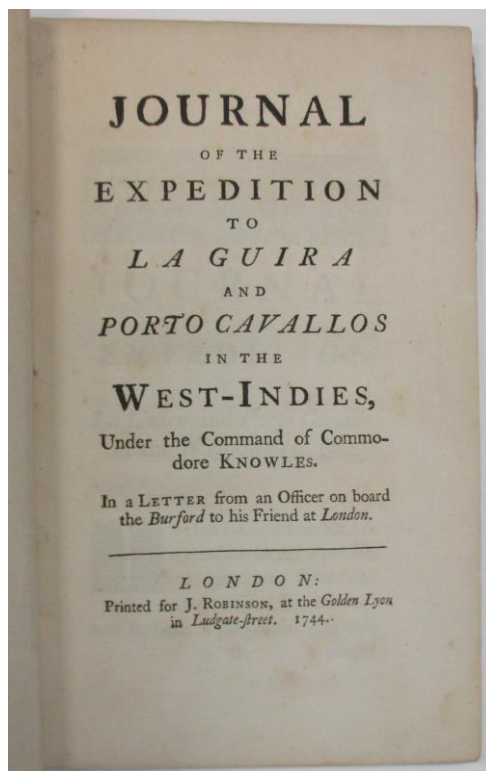 JOURNAL
OF THE
EXPEDITION
TO
LA GUIRA
AND
PORTO CAVALLOS
IN THE
WEST-INDIES,
Under the Command of Commo-
dore KNOWLES.
In a LETTER from an Officer on board
the Burford to his Friend at London.
LONDON:
Printed for J. ROBINSON, at the Golden Lyon
in Ludgate-ſtreet. 1744.